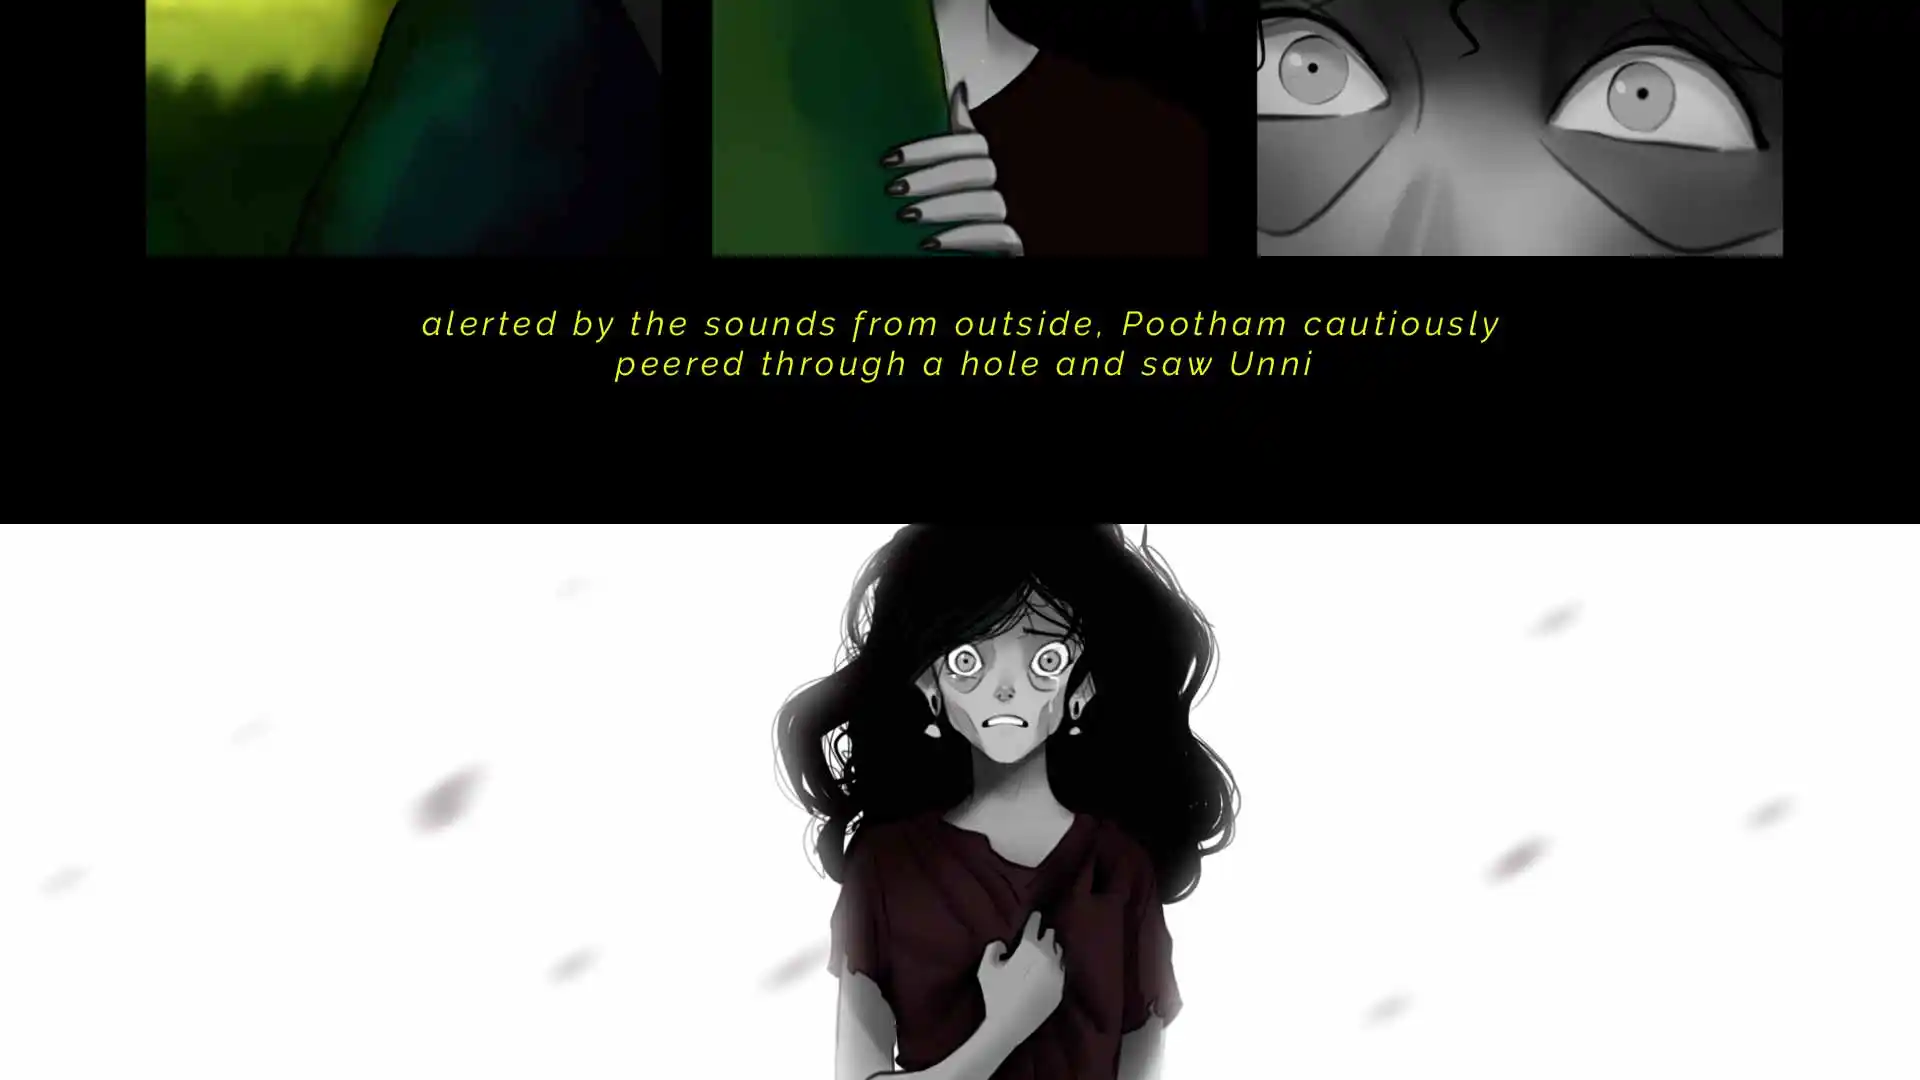 alerted by the sounds from outside, Pootham cautiously
peered through a hole and saw Unni